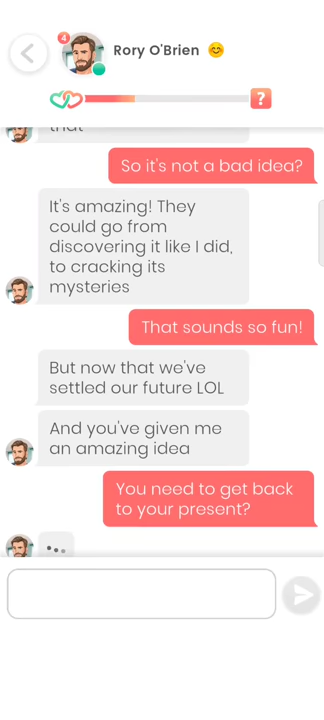 4
Rory O'Brien
?
that
So it's not a bad idea?
It's amazing! They
could go from
discovering it like I did,
to cracking its
mysteries
That sounds so fun!
But now that we've
settled our future LOL
And you've given me
an amazing idea
You need to get back
to your present?